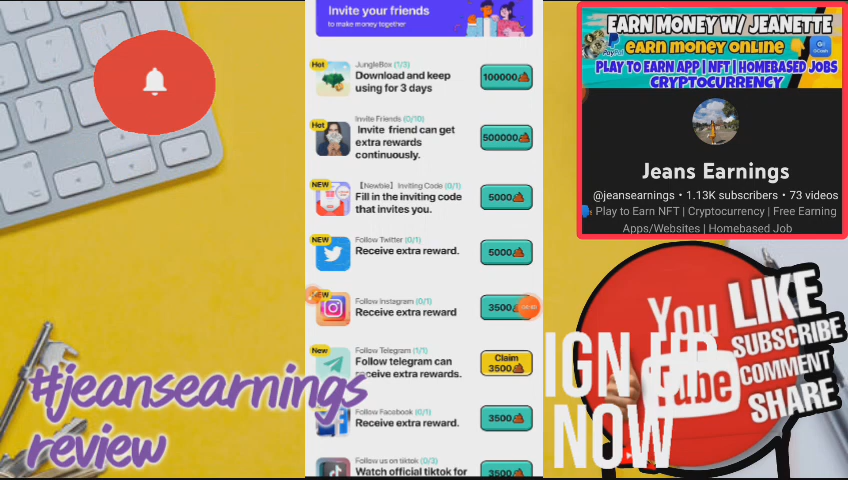 Invite your friends
to make money together
Hot
JungleBox (1/3)
Download and keep
using for 3 days
100000
Hot
Invite Friends (0/10)
Invite friend can get
extra rewards
continuously.
500000
NEW
【Newbie】Inviting Code (0/1)
Fill in the inviting code
that invites you.
5000
NEW
Follow Twitter (0/1)
Receive extra reward.
5000
NEW
Follow Instagram (0/1)
Receive extra reward
3500
New
Follow Telegram (1/1)
Follow telegram can
receive extra rewards.
Claim
3500
Follow Facebook (0/1)
Receive extra reward.
3500
Follow us on tiktok (0/3)
Watch official tiktok for
3500
#jeansearnings
review
EARN MONEY W/ JEANETTE
earn money online
PayPal
GCash
PLAY TO EARN APP | NFT | HOMEBASED JOBS
CRYPTOCURRENCY
Jeans Earnings
@jeansearnings • 1.13K subscribers • 73 videos
Play to Earn NFT | Cryptocurrency | Free Earning
Apps/Websites | Homebased Job
You
Tube
LIKE
SUBSCRIBE
COMMENT
SHARE
IGN UP
NOW